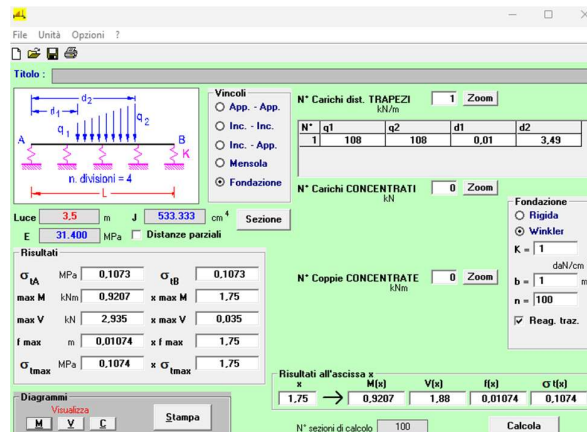 File Unità Opzioni ?
Titolo :
d2
d1
q1
q2
A B
K
n. divisioni = 4
L
Vincoli
App. - App.
Inc. - Inc.
Inc. - App.
Mensola
Fondazione
N° Carichi dist. TRAPEZI 1 Zoom
kN/m
N° q1 q2 d1 d2
1 108 108 0,01 3,49
N° Carichi CONCENTRATI 0 Zoom
kN
Luce 3,5 m J 533.333 cm 4 Sezione
E 31.400 MPa Distanze parziali
Fondazione
Rigida
Winkler
K = 1
daN/cm
b = 1 m
n = 100
Reag. traz.
N° Coppie CONCENTRATE 0 Zoom
kNm
Risultati
σtA MPa 0,1073 σtB 0,1073
max M kNm 0,9207 x max M 1,75
max V kN 2,935 x max V 0,035
f max m 0,01074 x f max 1,75
σtmax MPa 0,1074 x σtmax 1,75
Risultati all'ascissa x
x M(x) V(x) f(x) σt(x)
1,75 → 0,9207 1,88 0,01074 0,1074
Diagrammi
Visualizza
M V C Stampa
N° sezioni di calcolo 100 Calcola